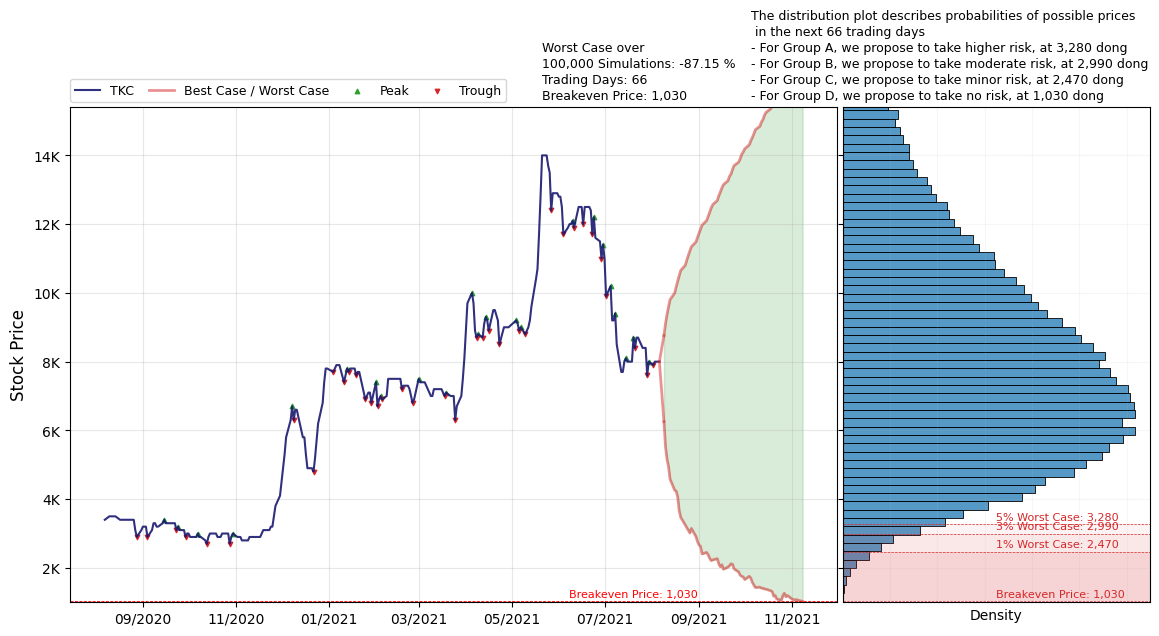 The distribution plot describes probabilities of possible prices
in the next 66 trading days
- For Group A, we propose to take higher risk, at 3,280 dong
- For Group B, we propose to take moderate risk, at 2,990 dong
- For Group C, we propose to take minor risk, at 2,470 dong
- For Group D, we propose to take no risk, at 1,030 dong
Worst Case over
100,000 Simulations: -87.15 %
Trading Days: 66
Breakeven Price: 1,030
TKC
Best Case / Worst Case
Peak
Trough
Stock Price
14K
12K
10K
8K
6K
4K
2K
Breakeven Price: 1,030
09/2020
11/2020
01/2021
03/2021
05/2021
07/2021
09/2021
11/2021
5% Worst Case: 3,280
3% Worst Case: 2,990
1% Worst Case: 2,470
Breakeven Price: 1,030
Density